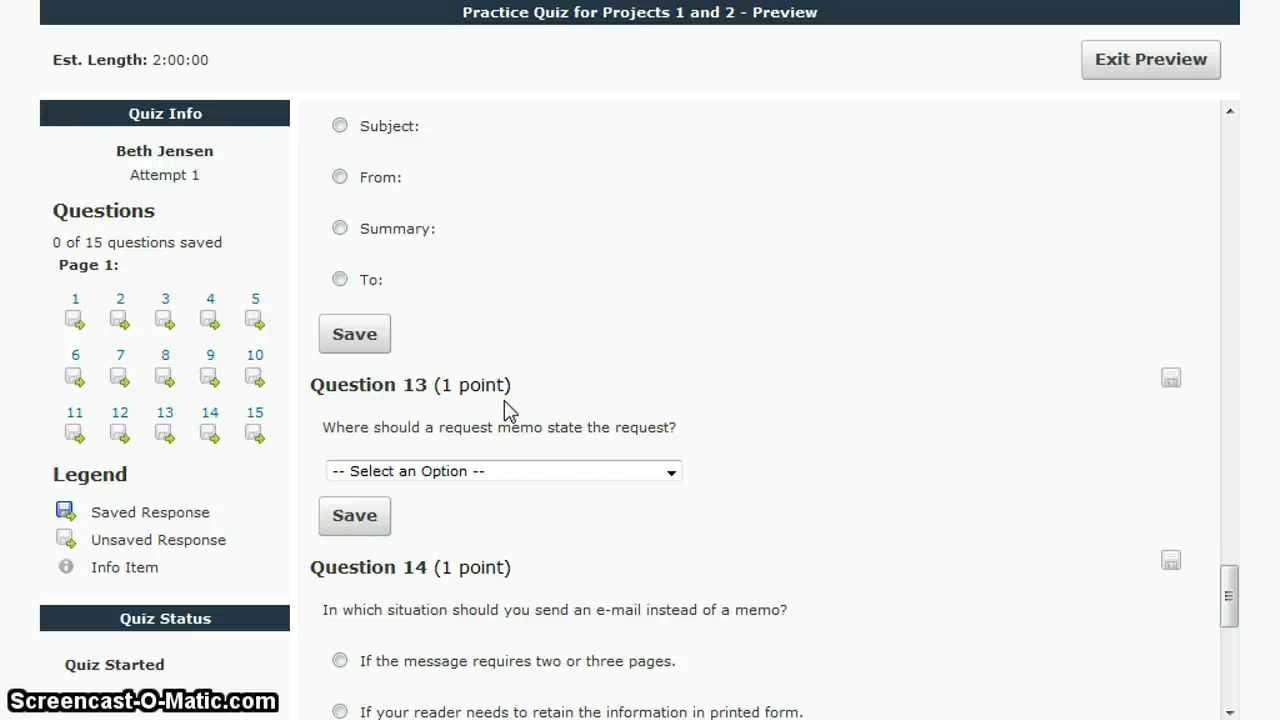 Practice Quiz for Projects 1 and 2 - Preview
Est. Length: 2:00:00
Exit Preview
Quiz Info
Beth Jensen
Attempt 1
Questions
0 of 15 questions saved
Page 1:
1 2 3 4 5
6 7 8 9 10
11 12 13 14 15
Legend
Saved Response
Unsaved Response
Info Item
Quiz Status
Quiz Started
Subject:
From:
Summary:
To:
Save
Question 13 (1 point)
Where should a request memo state the request?
-- Select an Option --
Save
Question 14 (1 point)
In which situation should you send an e-mail instead of a memo?
If the message requires two or three pages.
If your reader needs to retain the information in printed form.
Screencast-O-Matic.com